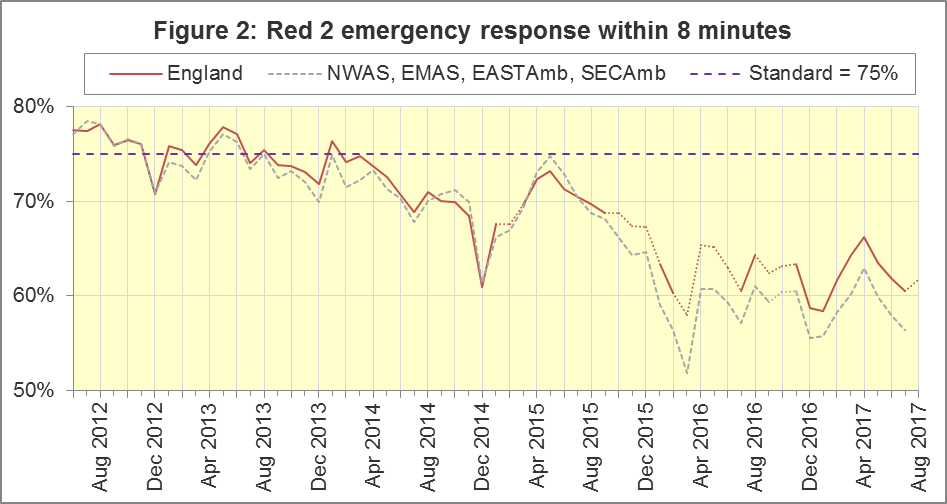 Figure 2: Red 2 emergency response within 8 minutes
England NWAS, EMAS, EASTAmb, SECAmb Standard = 75%
80%
70%
60%
50%
Aug 2012
Dec 2012
Apr 2013
Aug 2013
Dec 2013
Apr 2014
Aug 2014
Dec 2014
Apr 2015
Aug 2015
Dec 2015
Apr 2016
Aug 2016
Dec 2016
Apr 2017
Aug 2017